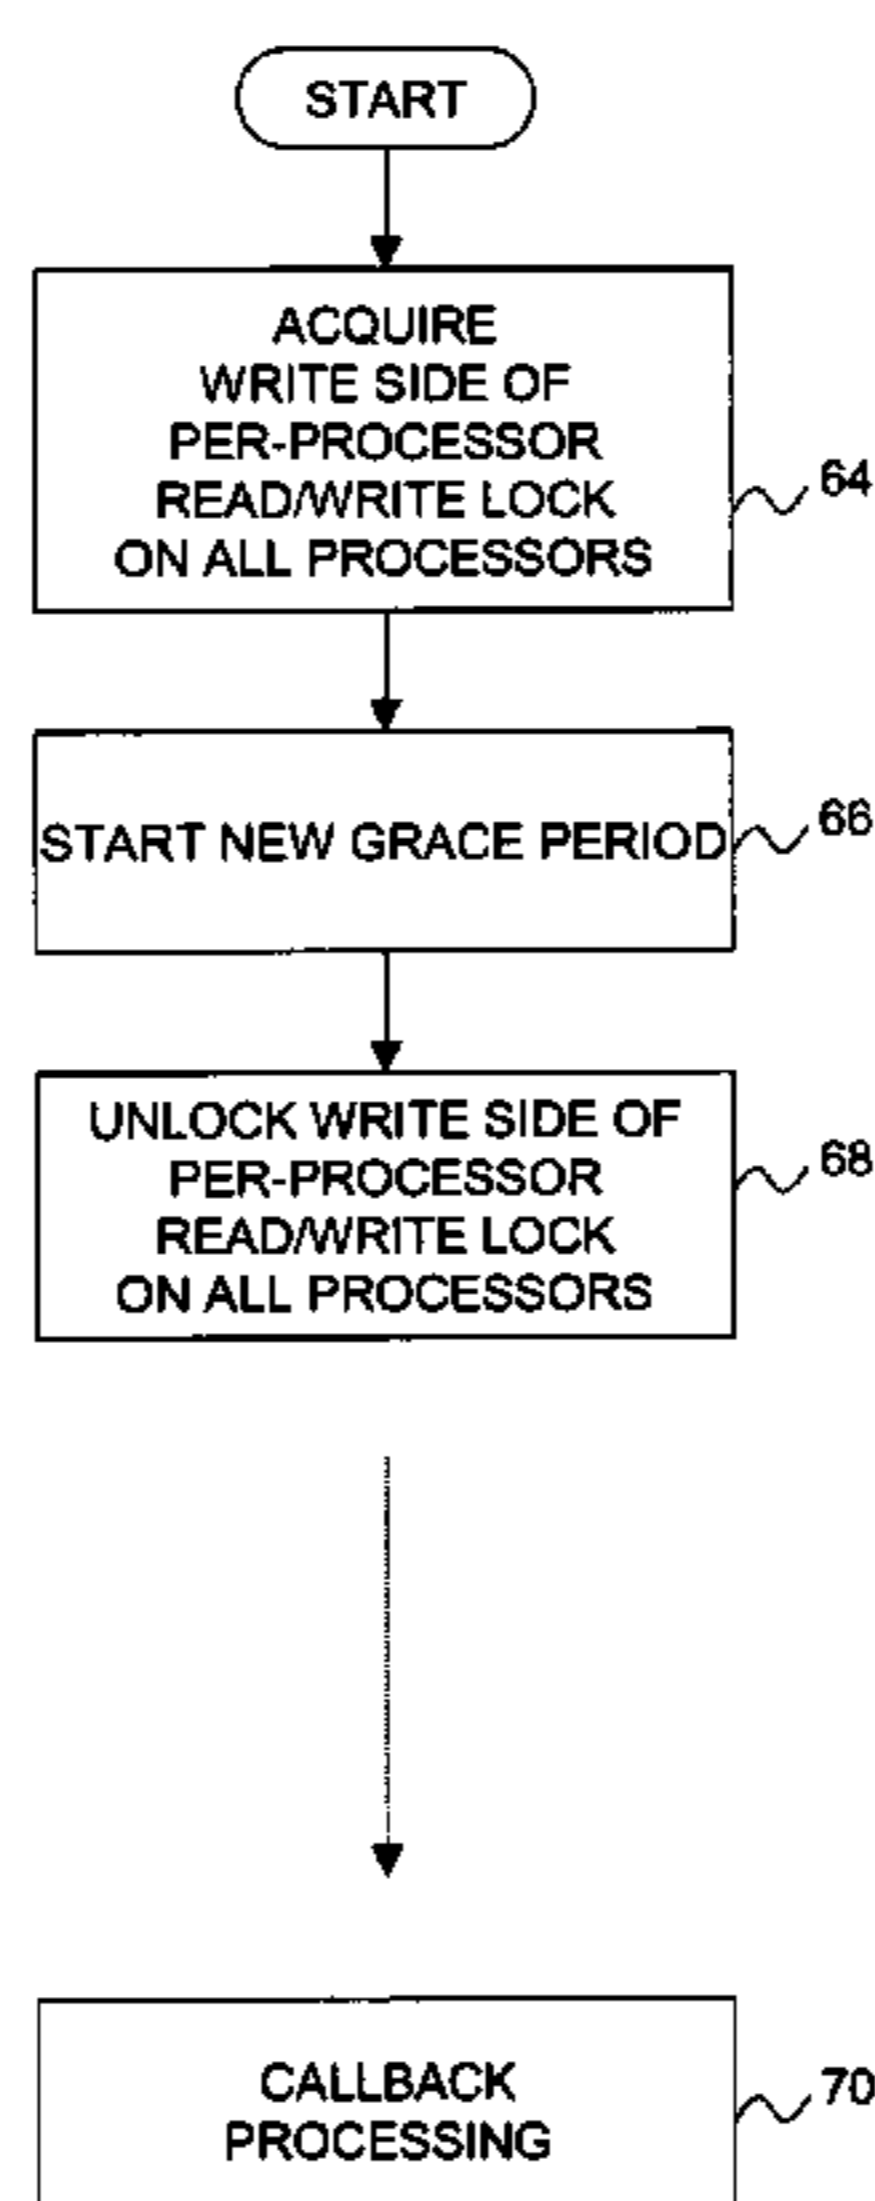 START
ACQUIRE
WRITE SIDE OF
PER-PROCESSOR
READ/WRITE LOCK
ON ALL PROCESSORS
64
START NEW GRACE PERIOD
66
UNLOCK WRITE SIDE OF
PER-PROCESSOR
READ/WRITE LOCK
ON ALL PROCESSORS
68
CALLBACK
PROCESSING
70